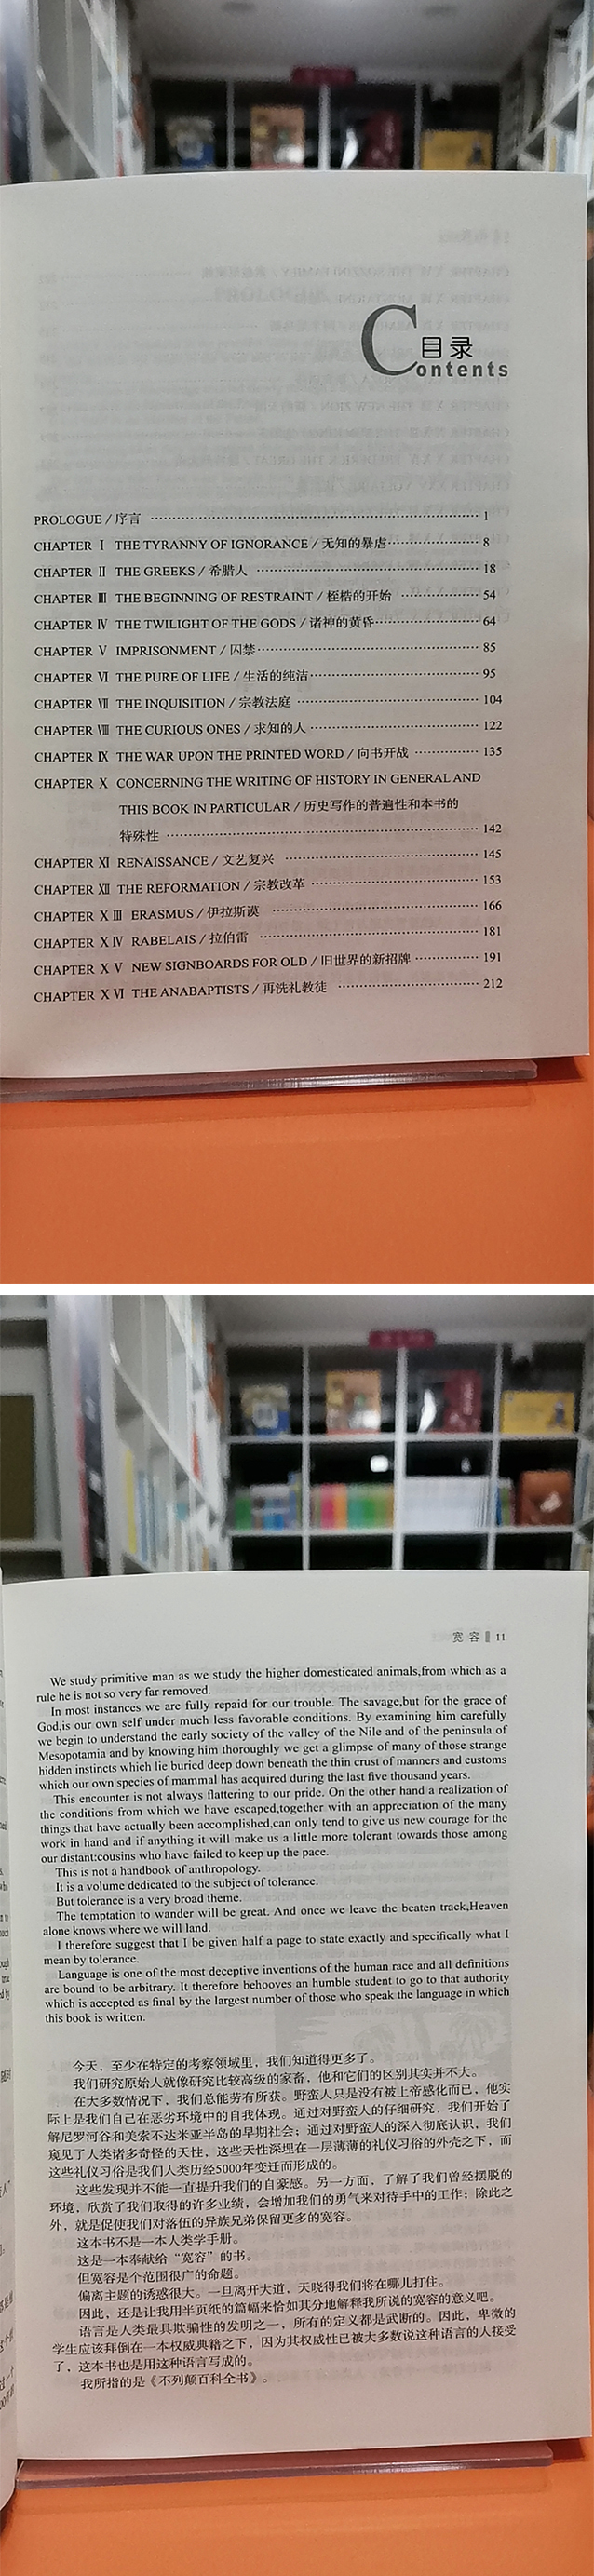 Contents
目录
PROLOGUE / 序言 1
CHAPTER Ⅰ THE TYRANNY OF IGNORANCE / 无知的暴虐 8
CHAPTER Ⅱ THE GREEKS / 希腊人 18
CHAPTER Ⅲ THE BEGINNING OF RESTRAINT / 桎梏的开始 54
CHAPTER Ⅳ THE TWILIGHT OF THE GODS / 诸神的黄昏 64
CHAPTER Ⅴ IMPRISONMENT / 囚禁 85
CHAPTER Ⅵ THE PURE OF LIFE / 生活的纯洁 95
CHAPTER Ⅶ THE INQUISITION / 宗教法庭 104
CHAPTER Ⅷ THE CURIOUS ONES / 求知的人 122
CHAPTER Ⅸ THE WAR UPON THE PRINTED WORD / 向书开战 135
CHAPTER Ⅹ CONCERNING THE WRITING OF HISTORY IN GENERAL AND
THIS BOOK IN PARTICULAR / 历史写作的普遍性和本书的
特殊性 142
CHAPTER Ⅺ RENAISSANCE / 文艺复兴 145
CHAPTER Ⅻ THE REFORMATION / 宗教改革 153
CHAPTER ⅩⅢ ERASMUS / 伊拉斯谟 166
CHAPTER ⅩⅣ RABELAIS / 拉伯雷 181
CHAPTER ⅩⅤ NEW SIGNBOARDS FOR OLD / 旧世界的新招牌 191
CHAPTER ⅩⅥ THE ANABAPTISTS / 再洗礼教徒 212
宽容 11
We study primitive man as we study the higher domesticated animals,from which as a
rule he is not so very far removed.
In most instances we are fully repaid for our trouble. The savage,but for the grace of
God,is our own self under much less favorable conditions. By examining him carefully
we begin to understand the early society of the valley of the Nile and of the peninsula of
Mesopotamia and by knowing him thoroughly we get a glimpse of many of those strange
hidden instincts which lie buried deep down beneath the thin crust of manners and customs
which our own species of mammal has acquired during the last five thousand years.
This encounter is not always flattering to our pride. On the other hand a realization of
the conditions from which we have escaped,together with an appreciation of the many
things that have actually been accomplished,can only tend to give us new courage for the
work in hand and if anything it will make us a little more tolerant towards those among
our distant:cousins who have failed to keep up the pace.
This is not a handbook of anthropology.
It is a volume dedicated to the subject of tolerance.
But tolerance is a very broad theme.
The temptation to wander will be great. And once we leave the beaten track,Heaven
alone knows where we will land.
I therefore suggest that I be given half a page to state exactly and specifically what I
mean by tolerance.
Language is one of the most deceptive inventions of the human race and all definitions
are bound to be arbitrary. It therefore behooves an humble student to go to that authority
which is accepted as final by the largest number of those who speak the language in which
this book is written.
今天，至少在特定的考察领域里，我们知道得更多了。
我们研究原始人就像研究比较高级的家畜，他和它们的区别其实并不大。
在大多数情况下，我们总能劳有所获。野蛮人只是没有被上帝感化而已，他实
际上是我们自己在恶劣环境中的自我体现。通过对野蛮人的仔细研究，我们开始了
解尼罗河谷和美索不达米亚半岛的早期社会；通过对野蛮人的深入彻底认识，我们
窥见了人类诸多奇怪的天性，这些天性深埋在一层薄薄的礼仪习俗的外壳之下，而
这些礼仪习俗是我们人类历经5000年变迁而形成的。
这些发现并不能一直提升我们的自豪感。另一方面，了解了我们曾经摆脱的
环境，欣赏了我们取得的许多业绩，会增加我们的勇气来对待手中的工作；除此之
外，就是促使我们对落伍的异族兄弟保留更多的宽容。
这本书不是一本人类学手册。
这是一本奉献给“宽容”的书。
但宽容是个范围很广的命题。
偏离主题的诱惑很大。一旦离开大道，天晓得我们将在哪儿打住。
因此，还是让我用半页纸的篇幅来恰如其分地解释我所说的宽容的意义吧。
语言是人类最具欺骗性的发明之一，所有的定义都是武断的。因此，卑微的
学生应该拜倒在一本权威典籍之下，因为其权威性已被大多数说这种语言的人接受
了，这本书也是用这种语言写成的。
我所指的是《不列颠百科全书》。